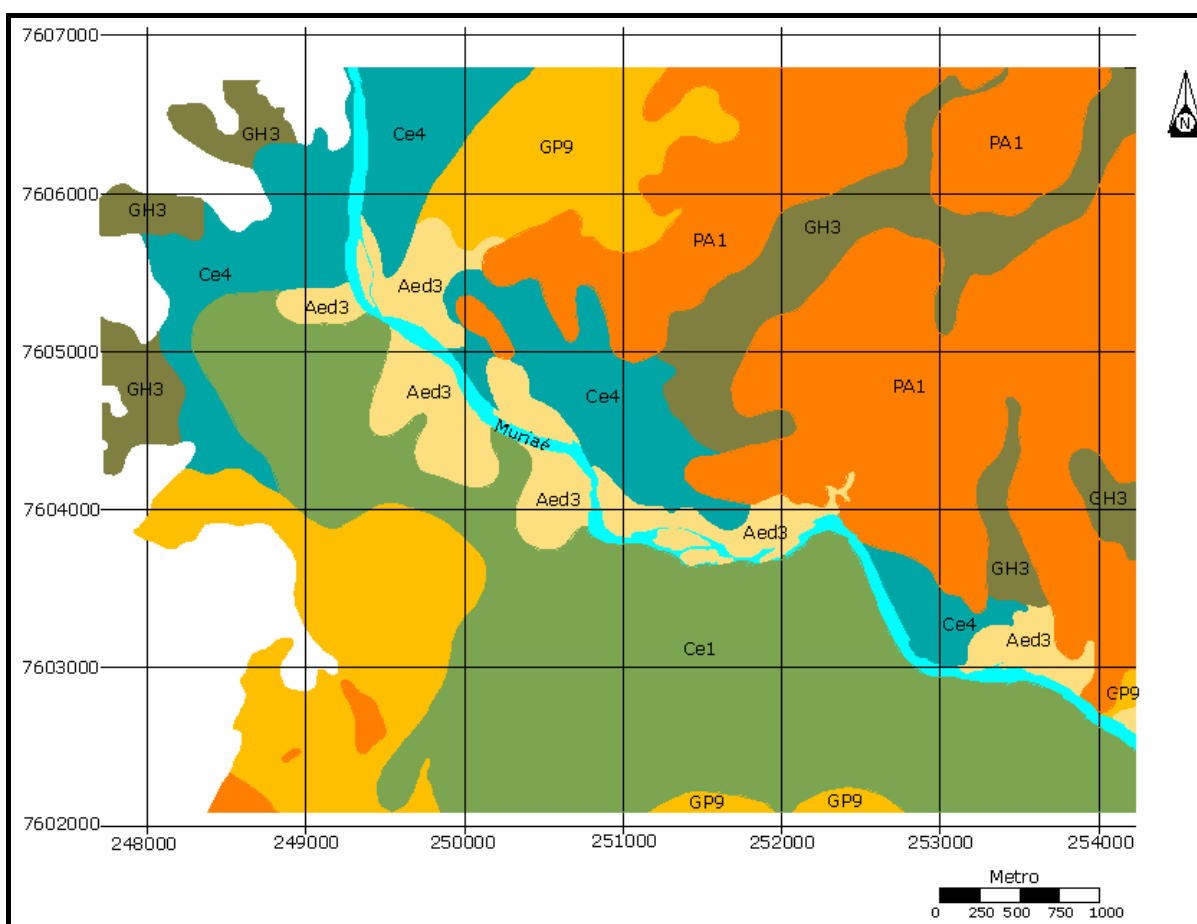 7607000
N
GH3
Ce4
GP9
PA1
7606000
GH3
GH3
PA1
Ce4
Aed3
Aed3
7605000
GH3
Aed3
Ce4
PA1
Muriaé
7604000
Aed3
GH3
Aed3
GH3
Ce4
Aed3
Ce1
7603000
GP9
GP9
GP9
7602000
248000 249000 250000 251000 252000 253000 254000
Metro
0 250 500 750 1000